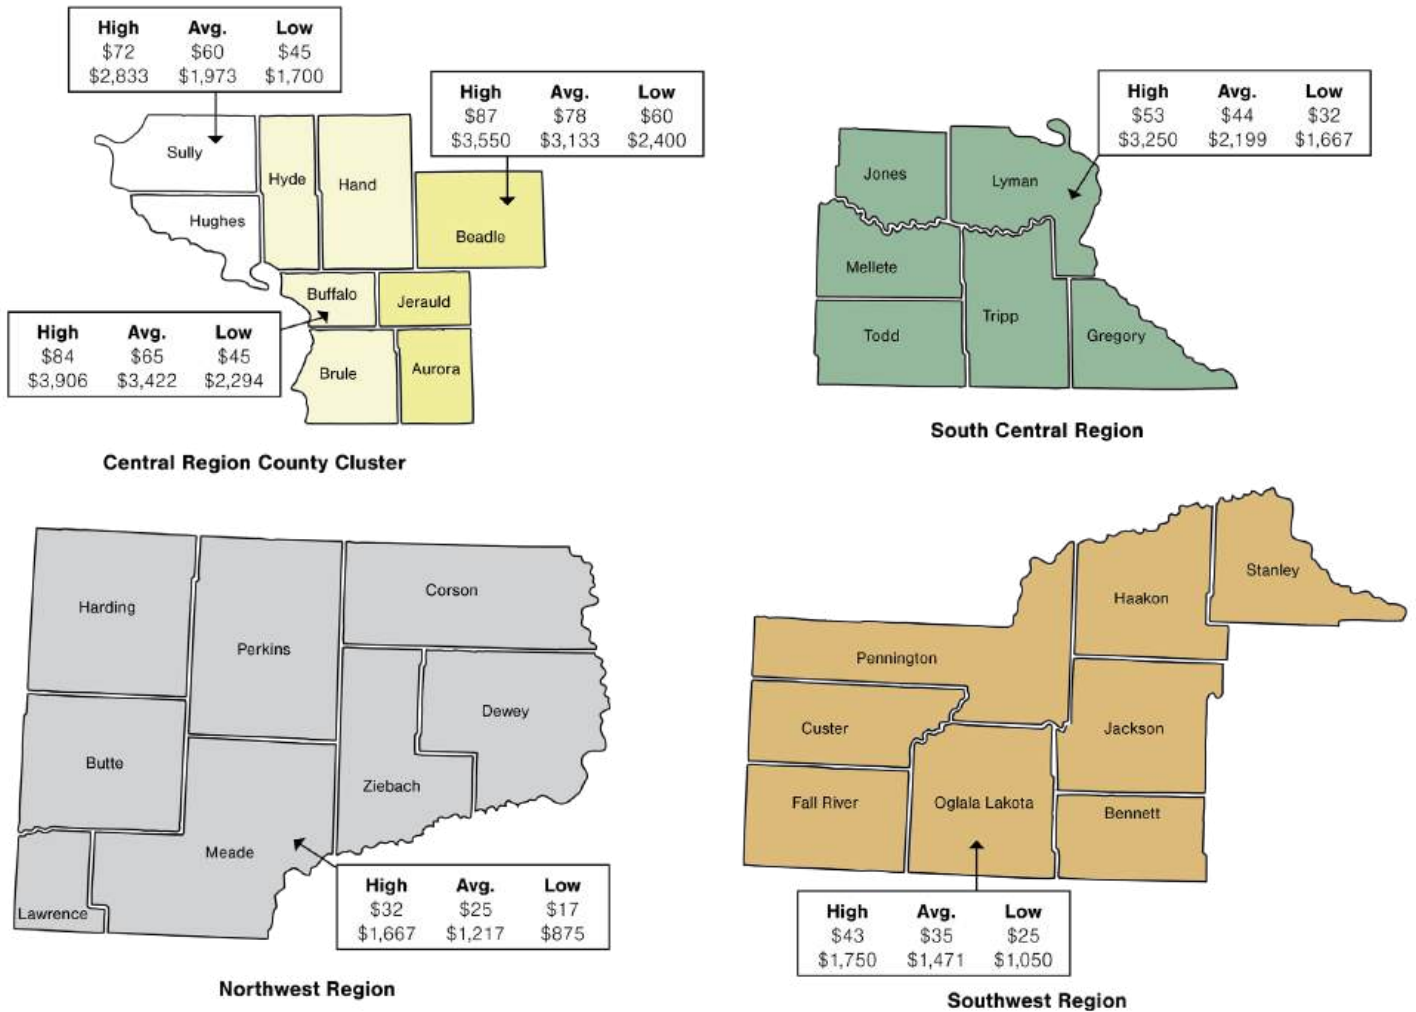 High Avg. Low
$72 $60 $45
$2,833 $1,973 $1,700
High Avg. Low
$87 $78 $60
$3,550 $3,133 $2,400
Sully
Hyde
Hand
Hughes
Beadle
Buffalo
Jerauld
High Avg. Low
$84 $65 $45
$3,906 $3,422 $2,294
Brule
Aurora
Central Region County Cluster
High Avg. Low
$53 $44 $32
$3,250 $2,199 $1,667
Jones
Lyman
Mellete
Tripp
Todd
Gregory
South Central Region
Harding
Corson
Perkins
Dewey
Butte
Ziebach
Meade
Lawrence
High Avg. Low
$32 $25 $17
$1,667 $1,217 $875
Northwest Region
Stanley
Haakon
Pennington
Custer
Jackson
Fall River
Oglala Lakota
Bennett
High Avg. Low
$43 $35 $25
$1,750 $1,471 $1,050
Southwest Region